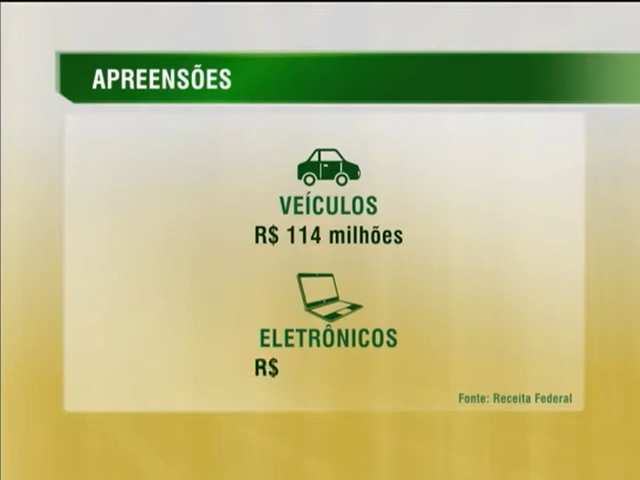 APREENSÕES
VEÍCULOS
R$ 114 milhões
ELETRÔNICOS
R$
Fonte: Receita Federal